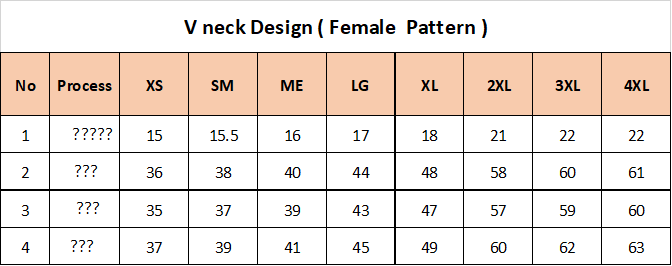 V neck Design ( Female Pattern )
No Process XS SM ME LG XL 2XL 3XL 4XL
1 ????? 15 15.5 16 17 18 21 22 22
2 ??? 36 38 40 44 48 58 60 61
3 ??? 35 37 39 43 47 57 59 60
4 ??? 37 39 41 45 49 60 62 63